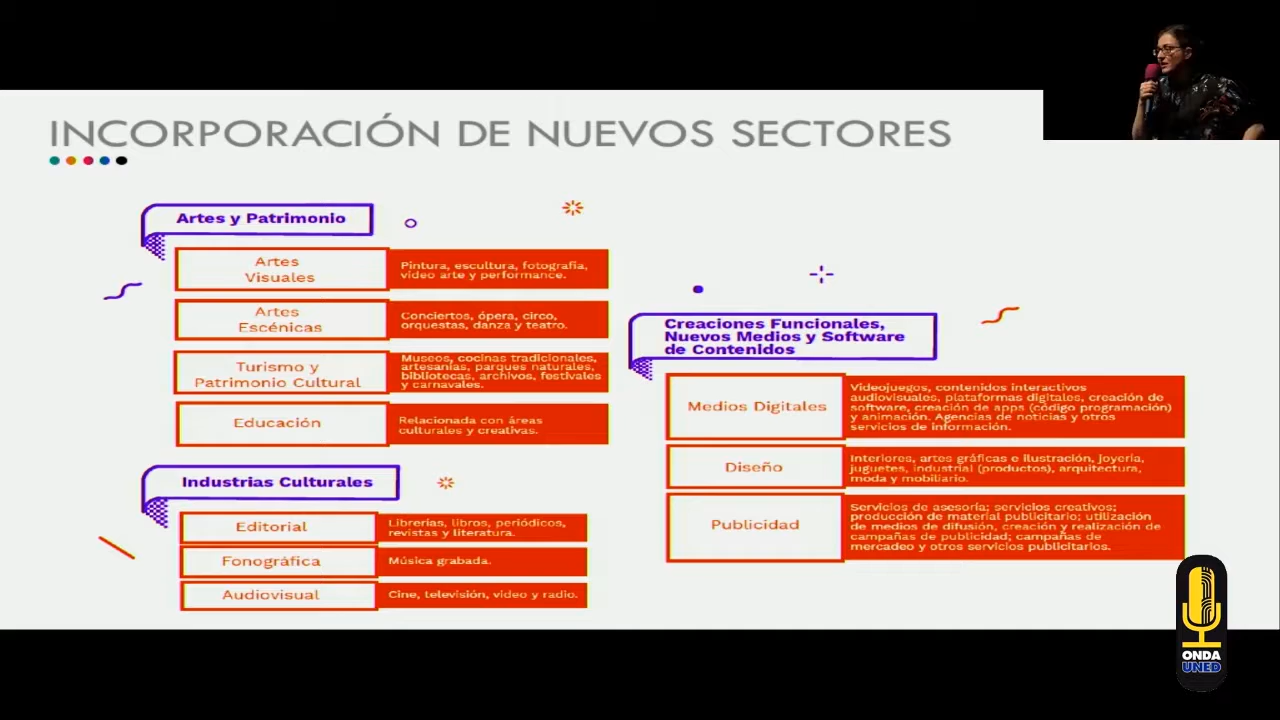 INCORPORACIÓN DE NUEVOS SECTORES
Artes y Patrimonio
Artes
Visuales
Pintura, escultura, fotografía,
video arte y performance.
Artes
Escénicas
Conciertos, ópera, circo,
orquestas, danza y teatro.
Turismo y
Patrimonio Cultural
Museos, cocinas tradicionales,
artesanías, parques naturales,
bibliotecas, archivos, festivales
y carnavales.
Educación
Relacionada con áreas
culturales y creativas.
Industrias Culturales
Editorial
Librerías, libros, periódicos,
revistas y literatura.
Fonográfica
Música grabada.
Audiovisual
Cine, televisión, video y radio.
Creaciones Funcionales,
Nuevos Medios y Software
de Contenidos
Medios Digitales
Videojuegos, contenidos interactivos
audiovisuales, plataformas digitales, creación de
software, creación de apps (código programación)
y animación. Agencias de noticias y otros
servicios de información.
Diseño
Interiores, artes gráficas e ilustración, joyería,
juguetes, industrial (productos), arquitectura,
moda y mobiliario.
Publicidad
Servicios de asesoría; servicios creativos;
producción de material publicitario; utilización
de medios de difusión, creación y realización de
campañas de publicidad; campañas de
mercadeo y otros servicios publicitarios.
ONDA
UNED